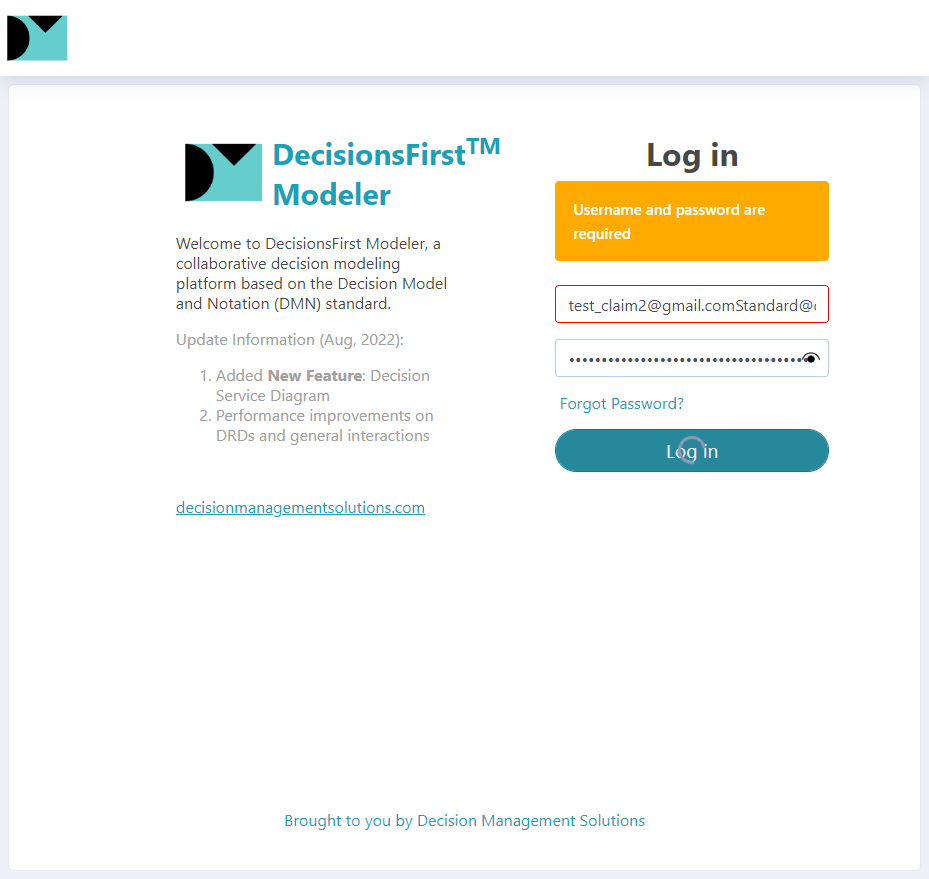 DecisionsFirst™
Modeler
Welcome to DecisionsFirst Modeler, a
collaborative decision modeling
platform based on the Decision Model
and Notation (DMN) standard.
Update Information (Aug, 2022):
1. Added New Feature: Decision
Service Diagram
2. Performance improvements on
DRDs and general interactions
decisionmanagementsolutions.com
Log in
Username and password are
required
test_claim2@gmail.comStandard@
Forgot Password?
Log in
Brought to you by Decision Management Solutions